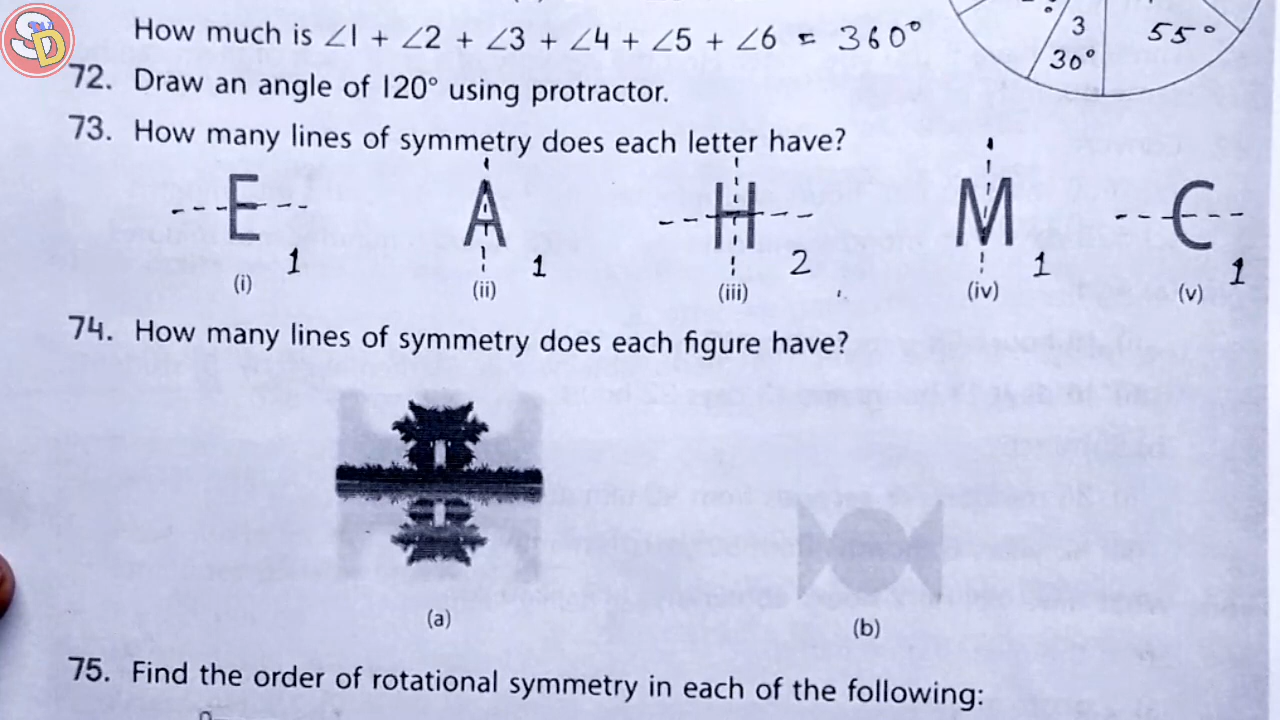 SD
3
30°
55°
How much is ∠1 + ∠2 + ∠3 + ∠4 + ∠5 + ∠6 = 360°
72. Draw an angle of 120° using protractor.
73. How many lines of symmetry does each letter have?
E A H M C
1 1 2 1 1
(i) (ii) (iii) (iv) (v)
74. How many lines of symmetry does each figure have?
(a) (b)
75. Find the order of rotational symmetry in each of the following: